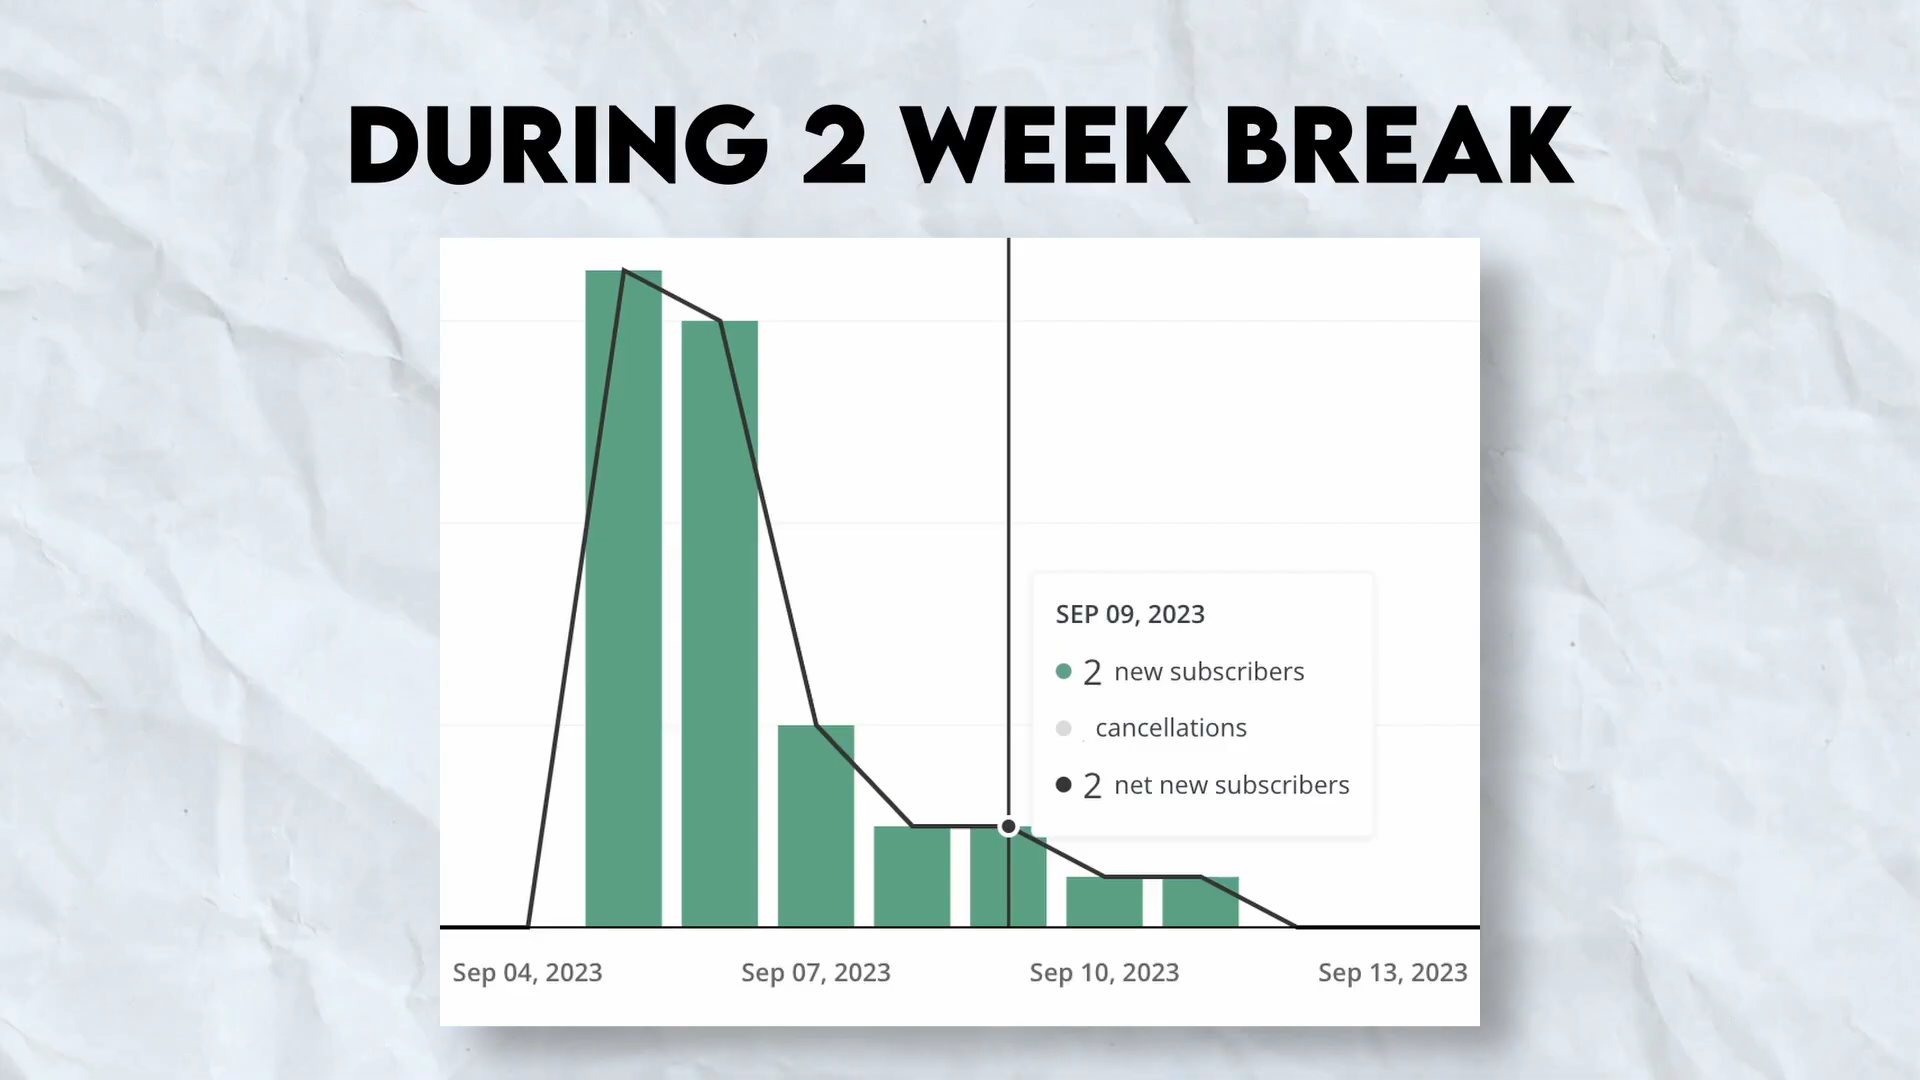 DURING 2 WEEK BREAK
SEP 09, 2023
2 new subscribers
cancellations
2 net new subscribers
Sep 04, 2023
Sep 07, 2023
Sep 10, 2023
Sep 13, 2023